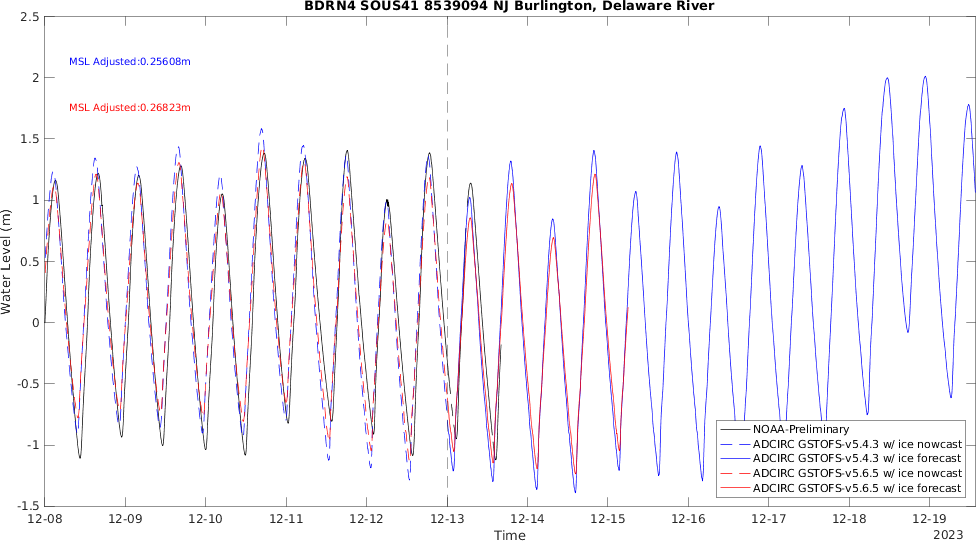 BDRN4 SOUS41 8539094 NJ Burlington, Delaware River
2.5
2
1.5
1
0.5
0
-0.5
-1
-1.5
Water Level (m)
MSL Adjusted:0.25608m
MSL Adjusted:0.26823m
NOAA-Preliminary
ADCIRC GSTOFS-v5.4.3 w/ ice nowcast
ADCIRC GSTOFS-v5.4.3 w/ ice forecast
ADCIRC GSTOFS-v5.6.5 w/ ice nowcast
ADCIRC GSTOFS-v5.6.5 w/ ice forecast
12-08 12-09 12-10 12-11 12-12 12-13 12-14 12-15 12-16 12-17 12-18 12-19
Time
2023